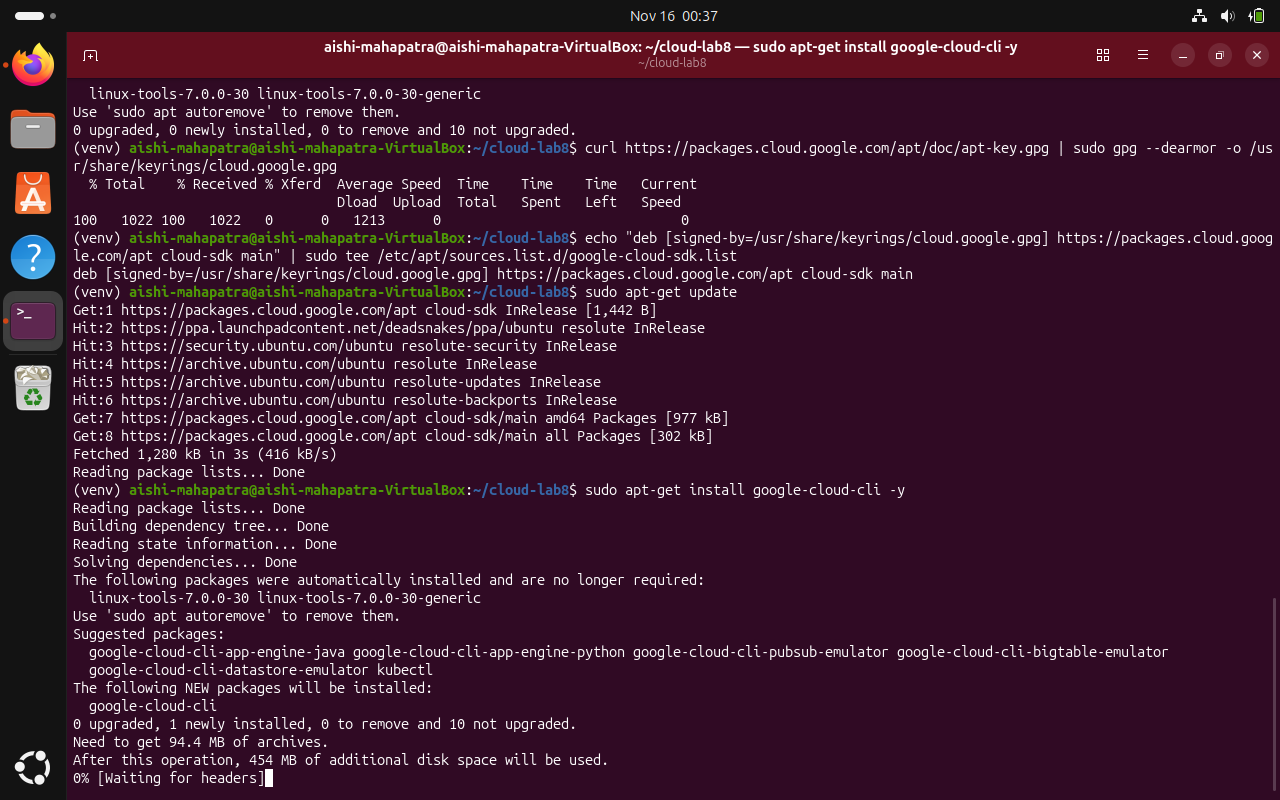 Nov 16 00:37
aishi-mahapatra@aishi-mahapatra-VirtualBox: ~/cloud-lab8 — sudo apt-get install google-cloud-cli -y
~/cloud-lab8
  linux-tools-7.0.0-30 linux-tools-7.0.0-30-generic
Use 'sudo apt autoremove' to remove them.
0 upgraded, 0 newly installed, 0 to remove and 10 not upgraded.
(venv) aishi-mahapatra@aishi-mahapatra-VirtualBox:~/cloud-lab8$ curl https://packages.cloud.google.com/apt/doc/apt-key.gpg | sudo gpg --dearmor -o /us
r/share/keyrings/cloud.google.gpg
  % Total    % Received % Xferd  Average Speed  Time    Time    Time   Current
                                 Dload  Upload  Total   Spent   Left   Speed
100   1022 100   1022   0      0   1213      0                              0
(venv) aishi-mahapatra@aishi-mahapatra-VirtualBox:~/cloud-lab8$ echo "deb [signed-by=/usr/share/keyrings/cloud.google.gpg] https://packages.cloud.goog
le.com/apt cloud-sdk main" | sudo tee /etc/apt/sources.list.d/google-cloud-sdk.list
deb [signed-by=/usr/share/keyrings/cloud.google.gpg] https://packages.cloud.google.com/apt cloud-sdk main
(venv) aishi-mahapatra@aishi-mahapatra-VirtualBox:~/cloud-lab8$ sudo apt-get update
Get:1 https://packages.cloud.google.com/apt cloud-sdk InRelease [1,442 B]
Hit:2 https://ppa.launchpadcontent.net/deadsnakes/ppa/ubuntu resolute InRelease
Hit:3 https://security.ubuntu.com/ubuntu resolute-security InRelease
Hit:4 https://archive.ubuntu.com/ubuntu resolute InRelease
Hit:5 https://archive.ubuntu.com/ubuntu resolute-updates InRelease
Hit:6 https://archive.ubuntu.com/ubuntu resolute-backports InRelease
Get:7 https://packages.cloud.google.com/apt cloud-sdk/main amd64 Packages [977 kB]
Get:8 https://packages.cloud.google.com/apt cloud-sdk/main all Packages [302 kB]
Fetched 1,280 kB in 3s (416 kB/s)
Reading package lists... Done
(venv) aishi-mahapatra@aishi-mahapatra-VirtualBox:~/cloud-lab8$ sudo apt-get install google-cloud-cli -y
Reading package lists... Done
Building dependency tree... Done
Reading state information... Done
Solving dependencies... Done
The following packages were automatically installed and are no longer required:
  linux-tools-7.0.0-30 linux-tools-7.0.0-30-generic
Use 'sudo apt autoremove' to remove them.
Suggested packages:
  google-cloud-cli-app-engine-java google-cloud-cli-app-engine-python google-cloud-cli-pubsub-emulator google-cloud-cli-bigtable-emulator
  google-cloud-cli-datastore-emulator kubectl
The following NEW packages will be installed:
  google-cloud-cli
0 upgraded, 1 newly installed, 0 to remove and 10 not upgraded.
Need to get 94.4 MB of archives.
After this operation, 454 MB of additional disk space will be used.
0% [Waiting for headers]